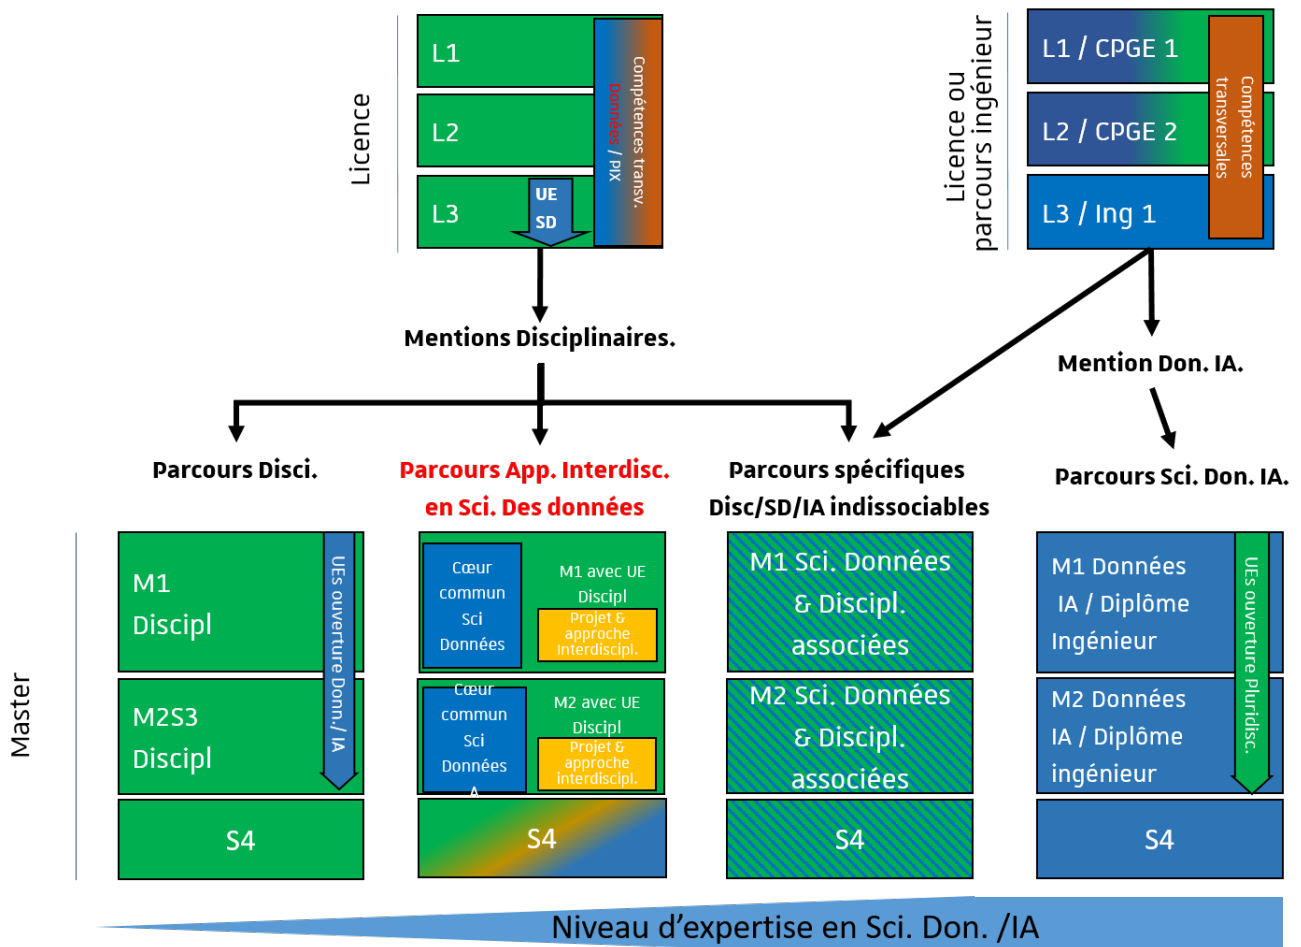 Licence
L1
L2
L3
UE
SD
Compétences transv.
Données / PIX
Licence ou
parcours ingénieur
L1 / CPGE 1
L2 / CPGE 2
L3 / Ing 1
Compétences
transversales
Mentions Disciplinaires.
Mention Don. IA.
Parcours Disci.
Parcours App. Interdisc.
en Sci. Des données
Parcours spécifiques
Disc/SD/IA indissociables
Parcours Sci. Don. IA.
Master
M1
Discipl
M2S3
Discipl
UEs ouverture Donn./ IA
S4
Cœur
commun
Sci
Données
M1 avec UE
Discipl
Projet &
approche
Interdiscipl.
Cœur
commun
Sci
Données
A
M2 avec UE
Discipl
Projet &
approche
interdiscipl.
S4
M1 Sci. Données
& Discipl.
associées
M2 Sci. Données
& Discipl.
associées
S4
M1 Données
IA / Diplôme
Ingénieur
M2 Données
IA / Diplôme
ingénieur
UEs ouverture Pluridisc.
S4
Niveau d’expertise en Sci. Don. /IA